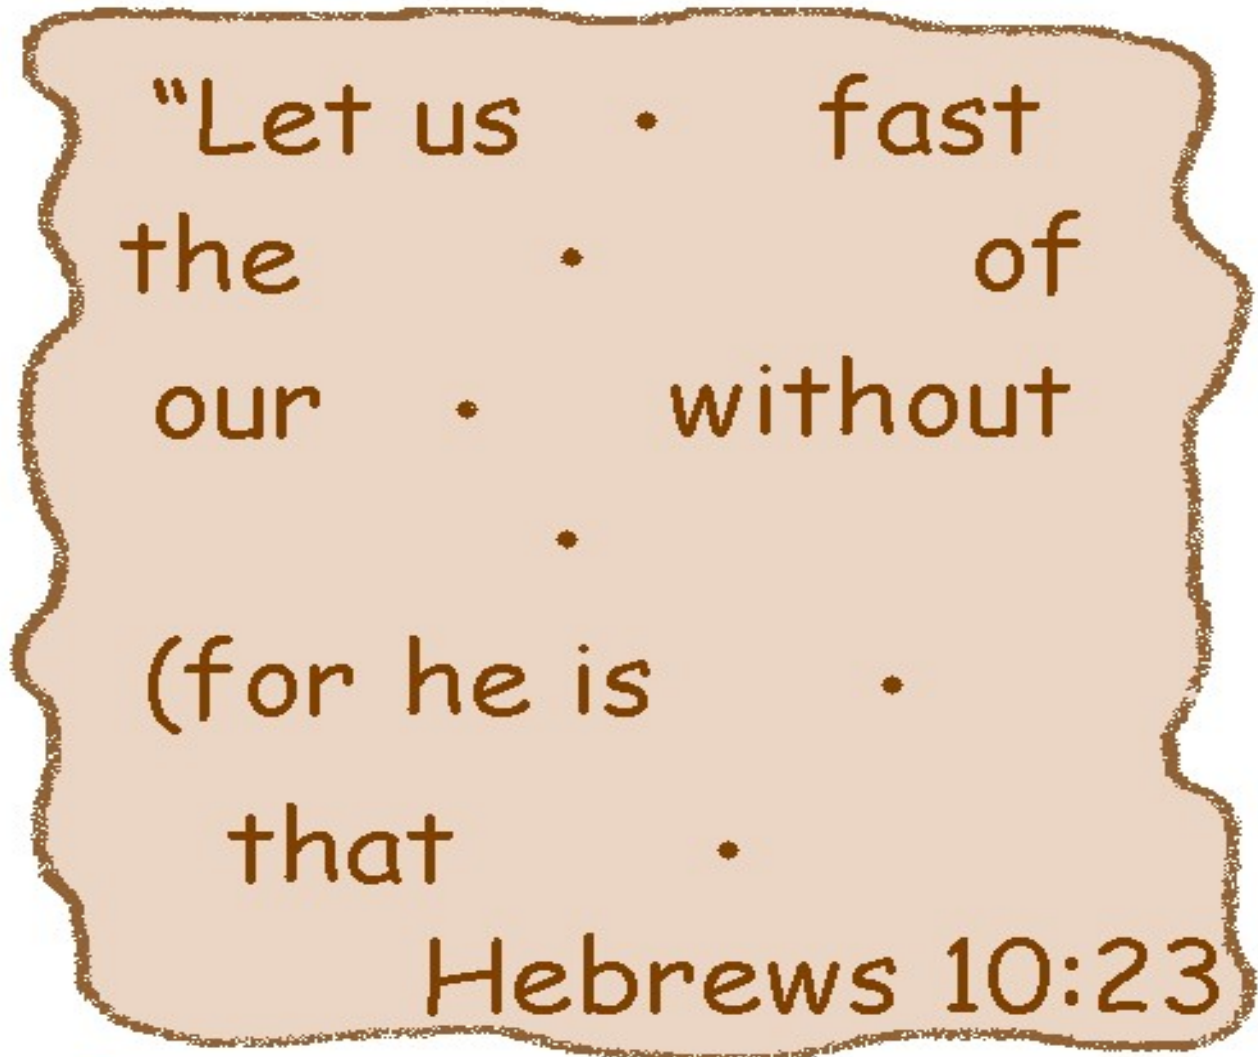 “Let us • fast
the • of
our • without
•
(for he is •
that •
Hebrews 10:23